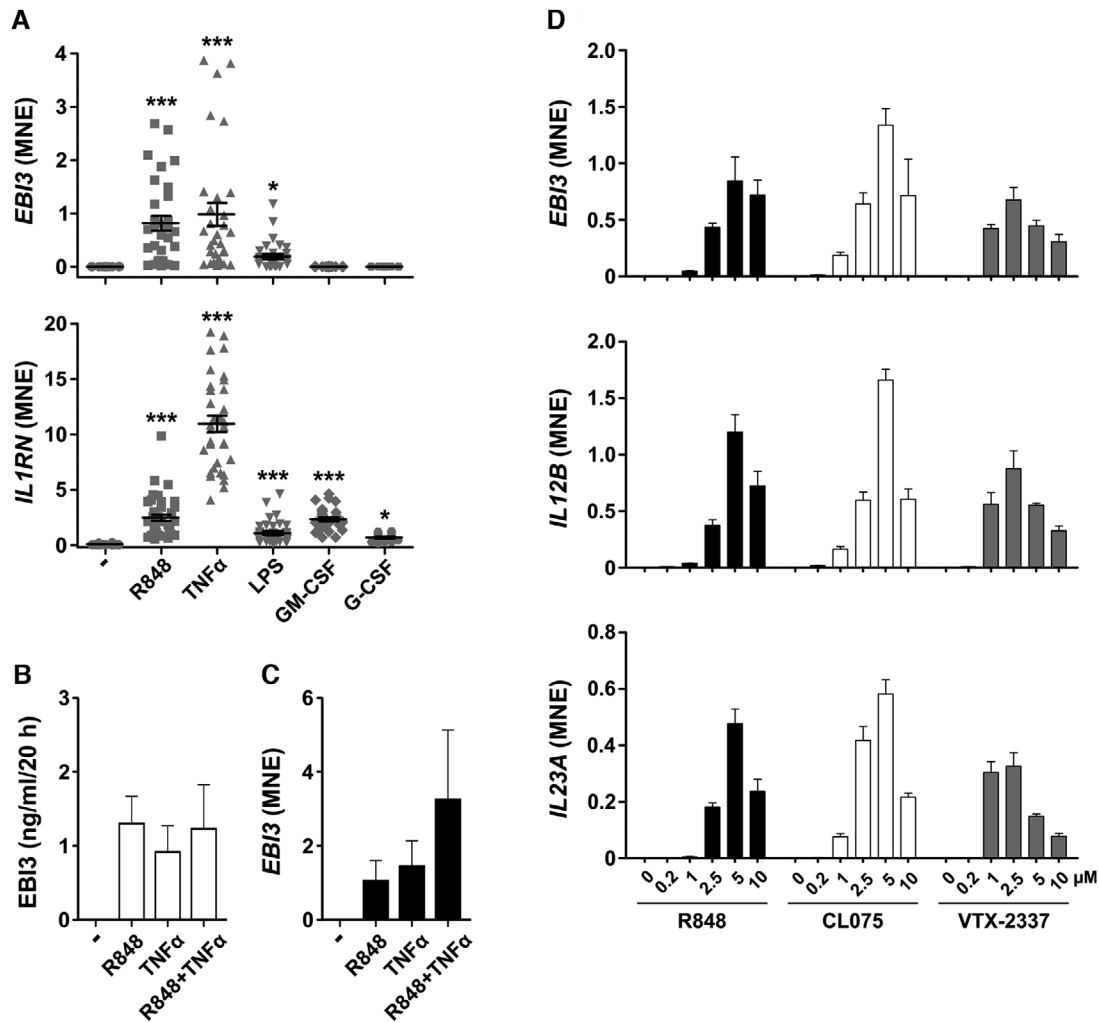 A
EBI3 (MNE)
4
3
2
1
0
***
***
*
IL1RN (MNE)
20
15
10
5
0
***
***
***
***
*
-
R848
TNFα
LPS
GM-CSF
G-CSF
B
EBI3 (ng/ml/20 h)
3
2
1
0
-
R848
TNFα
R848+TNFα
C
EBI3 (MNE)
6
4
2
0
-
R848
TNFα
R848+TNFα
D
EBI3 (MNE)
2.0
1.5
1.0
0.5
0
IL12B (MNE)
2.0
1.5
1.0
0.5
0
IL23A (MNE)
0.8
0.6
0.4
0.2
0
0 0.2 1 2.5 5 10 0 0.2 1 2.5 5 10 0 0.2 1 2.5 5 10 µM
R848 CL075 VTX-2337